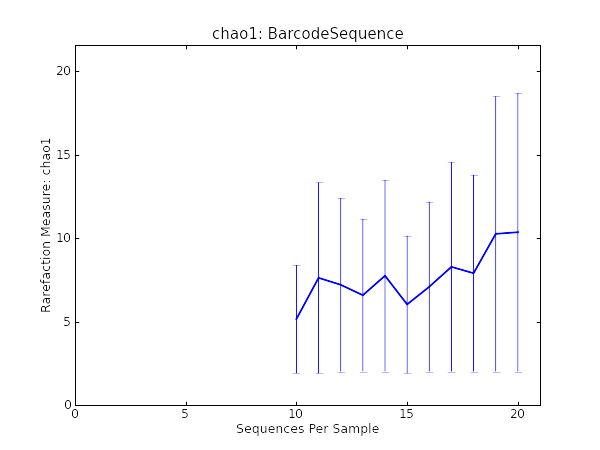 chao1: BarcodeSequence
20
15
10
5
0
Rarefaction Measure: chao1
0 5 10 15 20
Sequences Per Sample